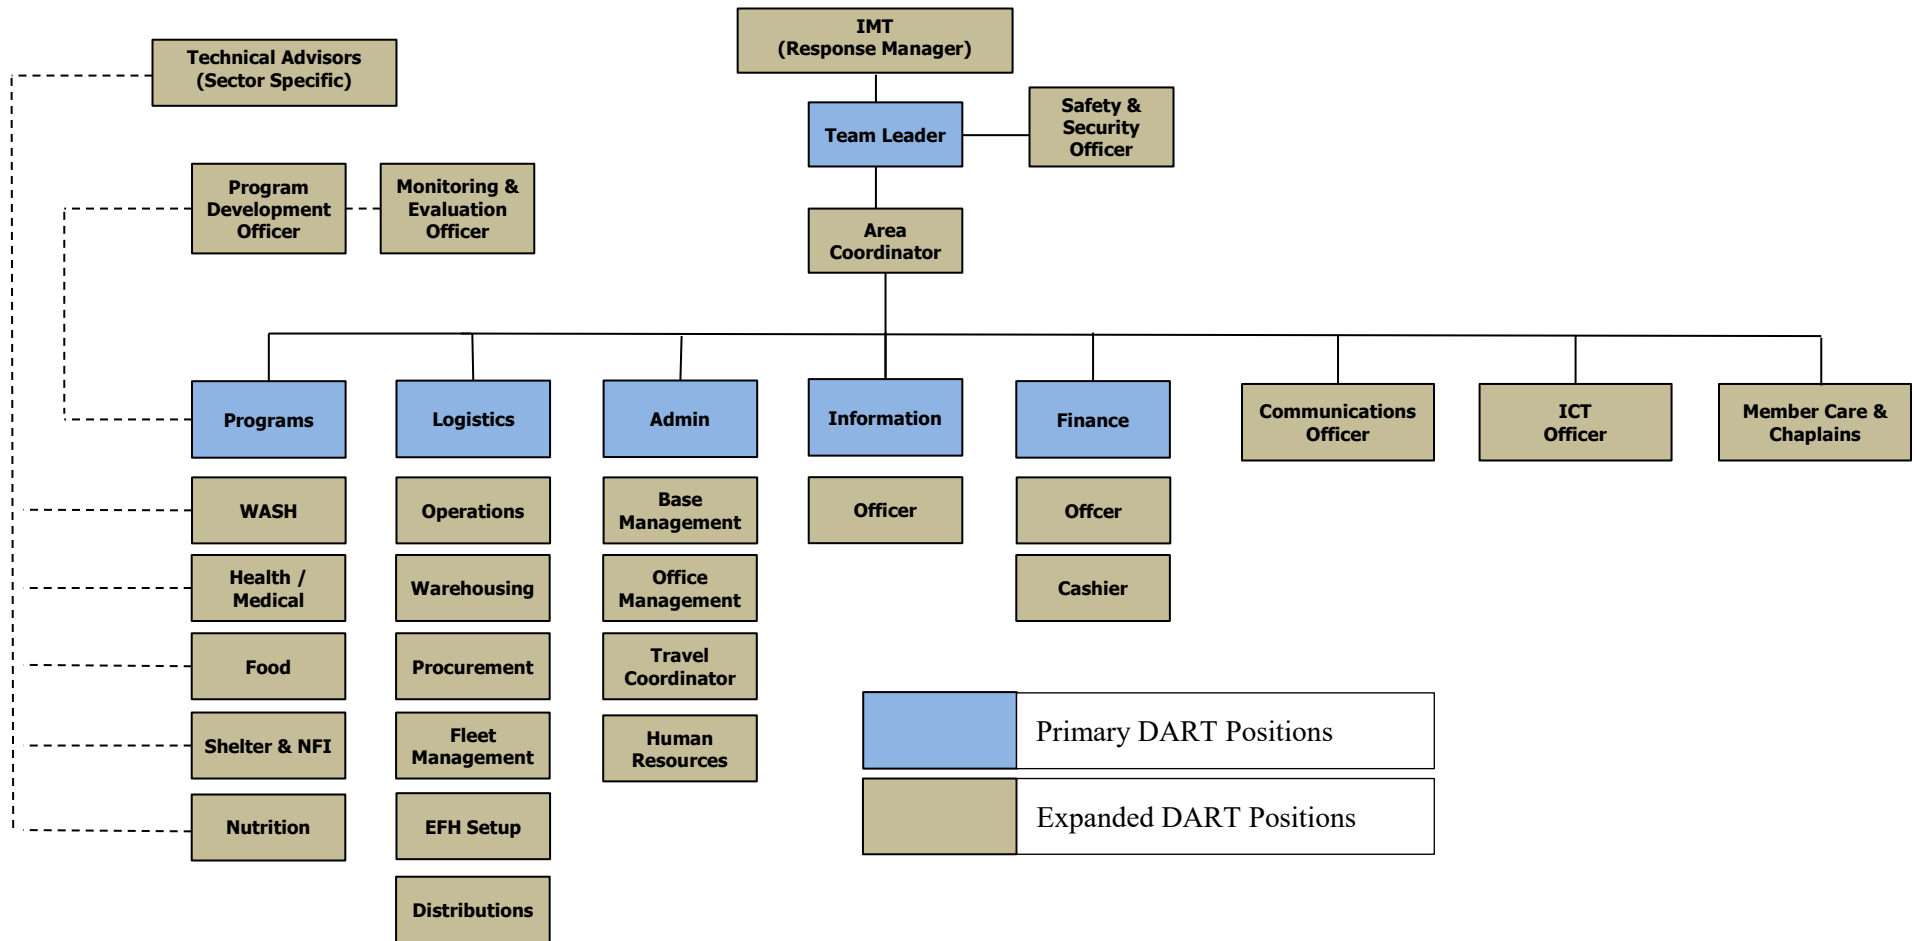 IMT
(Response Manager)
Technical Advisors
(Sector Specific)
Team Leader
Safety &
Security
Officer
Program
Development
Officer
Monitoring &
Evaluation
Officer
Area
Coordinator
Programs
Logistics
Admin
Information
Finance
Communications
Officer
ICT
Officer
Member Care &
Chaplains
WASH
Operations
Base
Management
Officer
Offcer
Health /
Medical
Warehousing
Office
Management
Cashier
Food
Procurement
Travel
Coordinator
Shelter & NFI
Fleet
Management
Human
Resources
Nutrition
EFH Setup
Distributions
Primary DART Positions
Expanded DART Positions